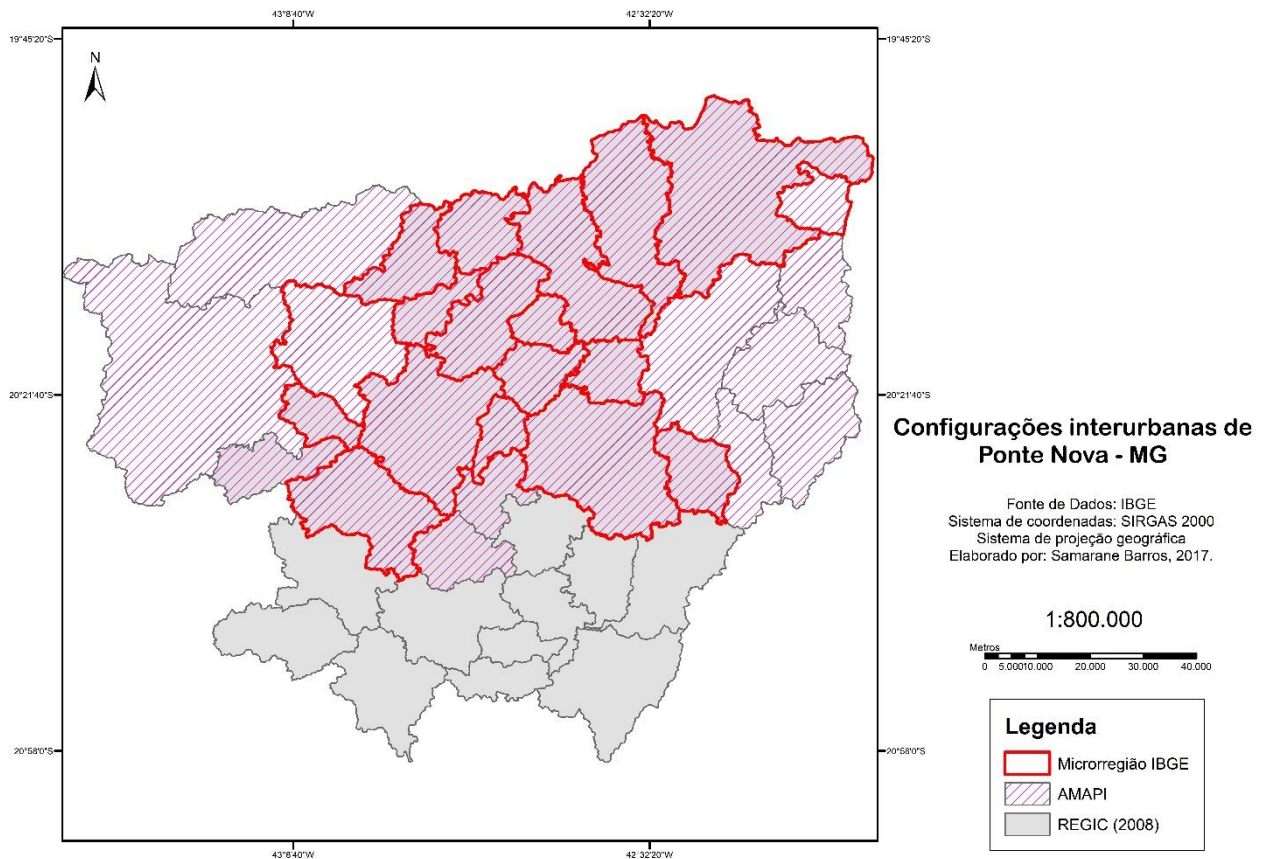 43°8'40"W 42°32'20"W
19°45'20"S 19°45'20"S
N
20°21'40"S 20°21'40"S
Configurações interurbanas de
Ponte Nova - MG
Fonte de Dados: IBGE
Sistema de coordenadas: SIRGAS 2000
Sistema de projeção geográfica
Elaborado por: Samarane Barros, 2017.
1:800.000
Metros
0 5.00010.000 20.000 30.000 40.000
Legenda
Microrregião IBGE
AMAPI
REGIC (2008)
20°58'0"S 20°58'0"S
43°8'40"W 42°32'20"W